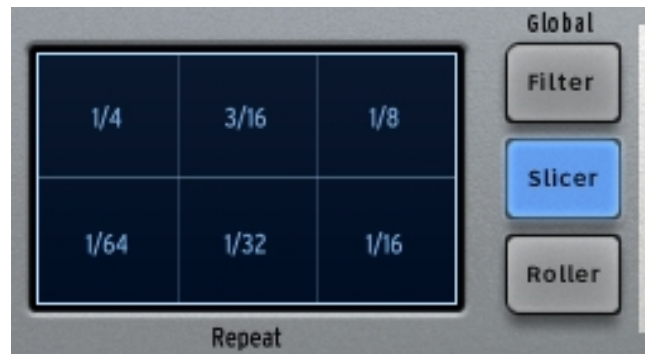 Global
Filter
1/4 3/16 1/8
Slicer
1/64 1/32 1/16
Roller
Repeat